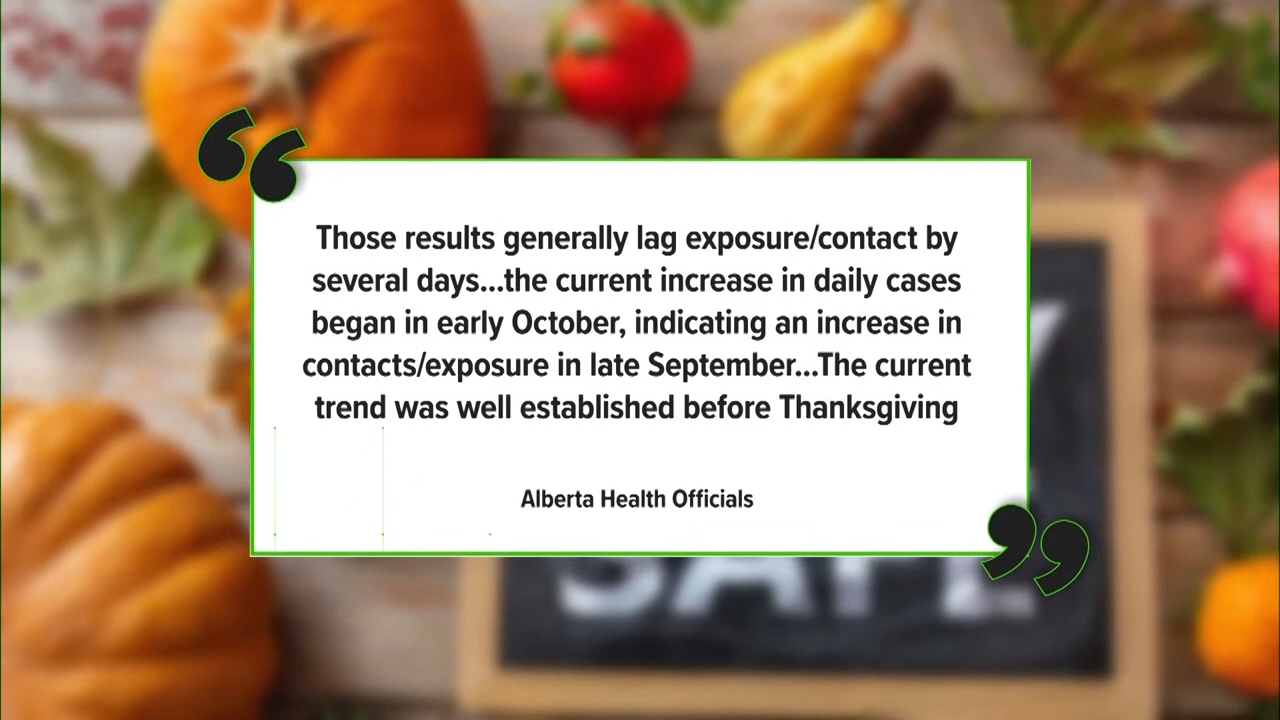 Those results generally lag exposure/contact by
several days...the current increase in daily cases
began in early October, indicating an increase in
contacts/exposure in late September...The current
trend was well established before Thanksgiving
Alberta Health Officials
SAFE